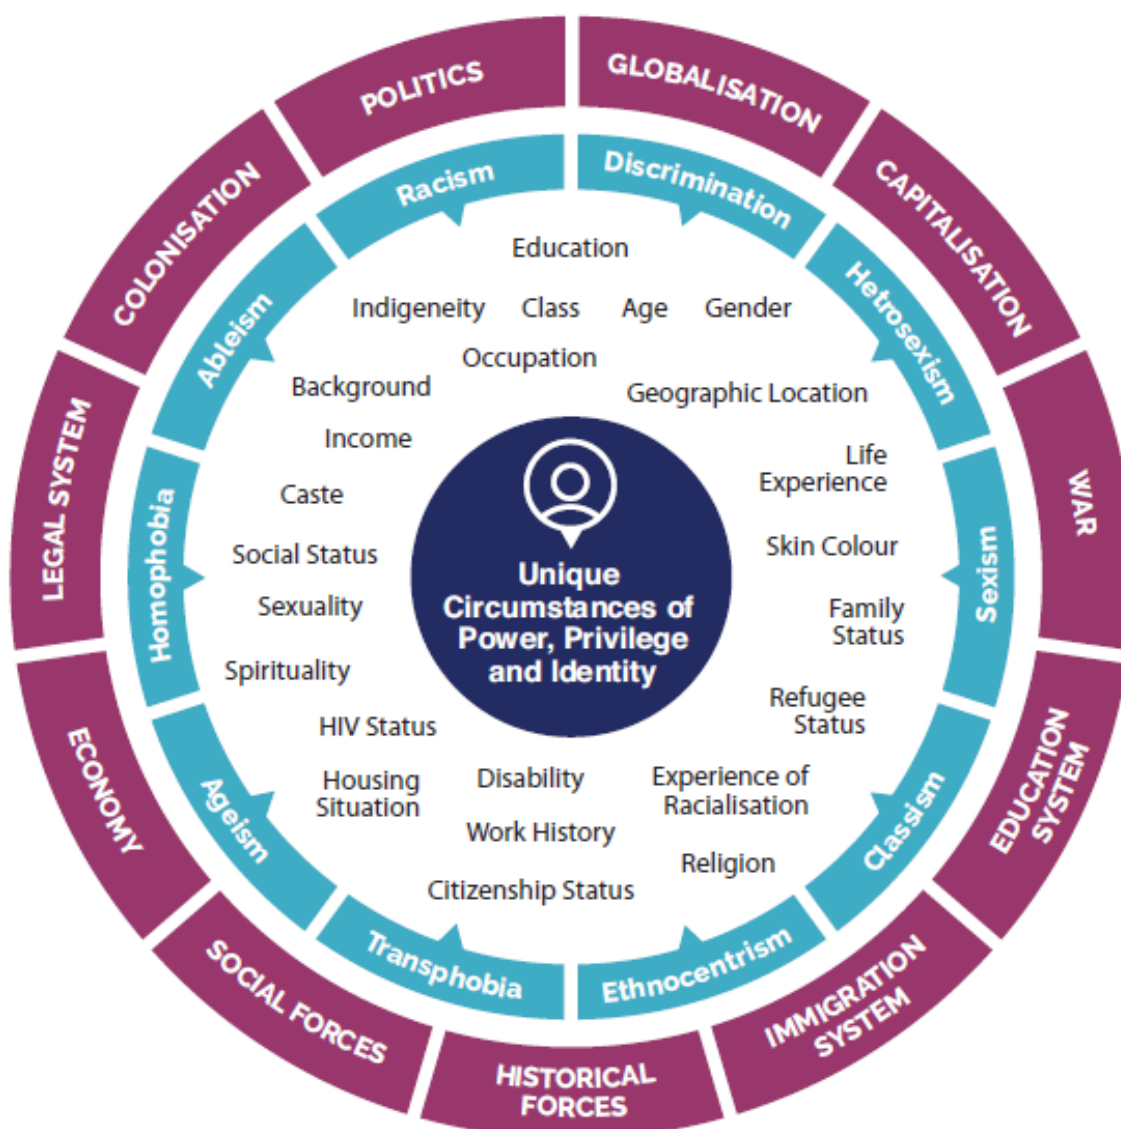 POLITICS
GLOBALISATION
CAPITALISATION
WAR
EDUCATION
SYSTEM
IMMIGRATION
SYSTEM
HISTORICAL
FORCES
SOCIAL FORCES
ECONOMY
LEGAL SYSTEM
COLONISATION
Racism
Discrimination
Hetrosexism
Sexism
Classism
Ethnocentrism
Transphobia
Ageism
Homophobia
Ableism
Education
Indigeneity Class Age Gender
Occupation
Background
Geographic Location
Income
Life
Experience
Caste
Skin Colour
Social Status
Sexuality
Family
Status
Spirituality
Refugee
Status
HIV Status
Housing
Situation
Disability
Experience of
Racialisation
Work History
Religion
Citizenship Status
Unique
Circumstances of
Power, Privilege
and Identity